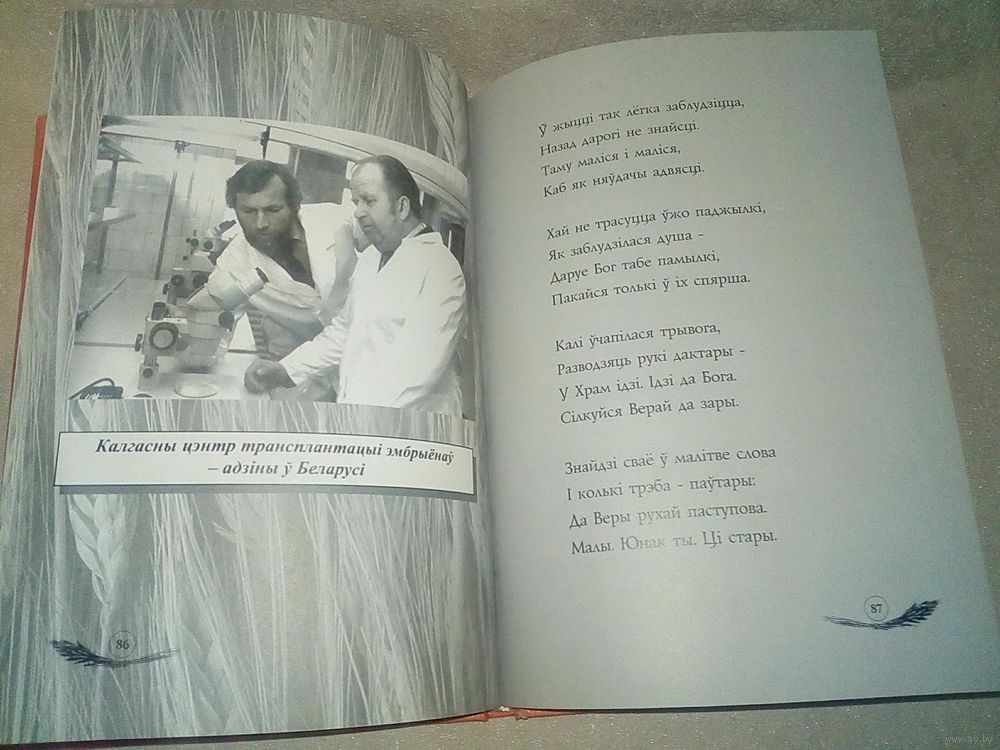 Калгасны цэнтр трансплантацыі эмбрыёнаў
– адзіны ў Беларусі
86
Ў жыцці так лёгка заблудзіцца,
Назад дарогі не знайсці.
Таму маліся і маліся,
Каб як няўдачы адвясці.
Хай не трасуцца ўжо паджылкі,
Як заблудзілася душа -
Даруе Бог табе памылкі,
Пакайся толькі ў іх спярша.
Калі ўчапілася трывога,
Разводзяць рукі дактары -
У Храм ідзі. Ідзі да Бога.
Сілкуйся Верай да зары.
Знайдзі сваё ў малітве слова
І колькі трэба - паўтары:
Да Веры рухай паступова.
Малы. Юнак ты. Ці стары.
87
www.ay.by